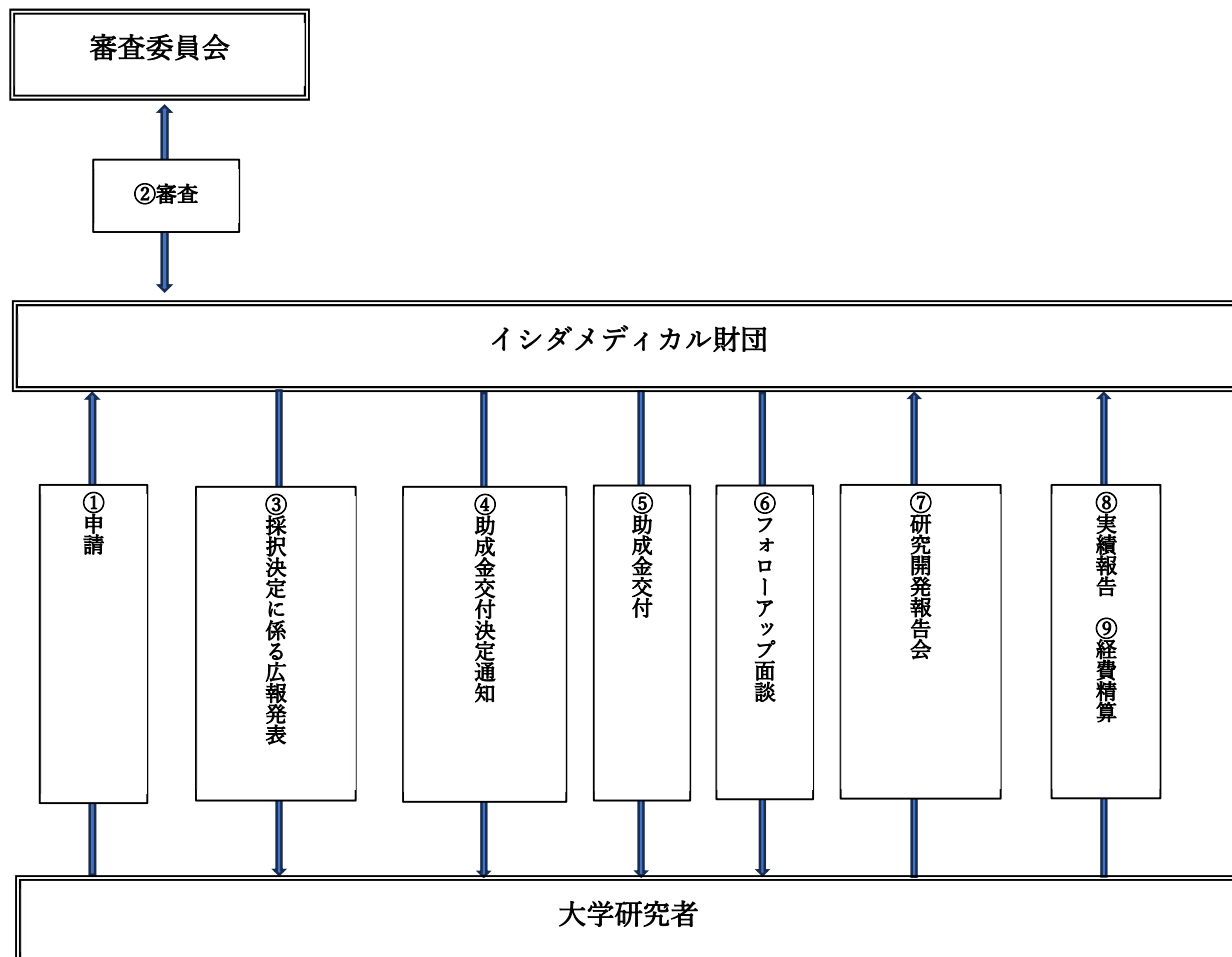 審査委員会
②審査
イシダメディカル財団
①申請
③採択決定に係る広報発表
④助成金交付決定通知
⑤助成金交付
⑥フォローアップ面談
⑦研究開発報告会
⑧実績報告　⑨経費精算
大学研究者